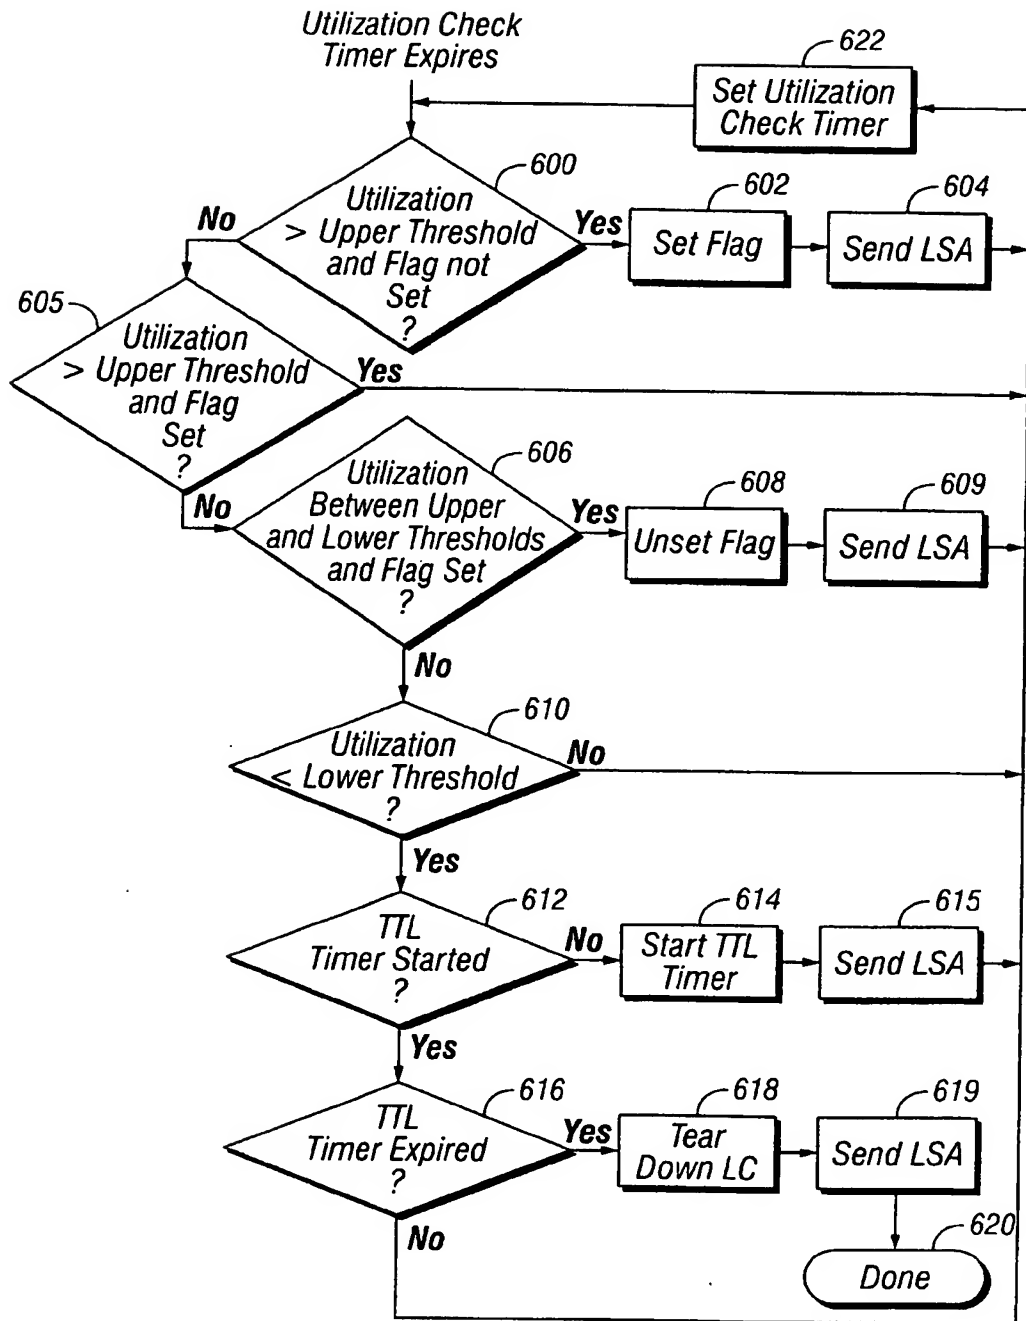 Utilization Check
Timer Expires
622
Set Utilization
Check Timer
600
Utilization
> Upper Threshold
and Flag not
Set
?
No
Yes
602
Set Flag
604
Send LSA
605
Utilization
> Upper Threshold
and Flag
Set
?
Yes
No
606
Utilization
Between Upper
and Lower Thresholds
and Flag Set
?
Yes
608
Unset Flag
609
Send LSA
No
610
Utilization
< Lower Threshold
?
No
Yes
612
TTL
Timer Started
?
No
614
Start TTL
Timer
615
Send LSA
Yes
616
TTL
Timer Expired
?
Yes
618
Tear
Down LC
619
Send LSA
No
620
Done